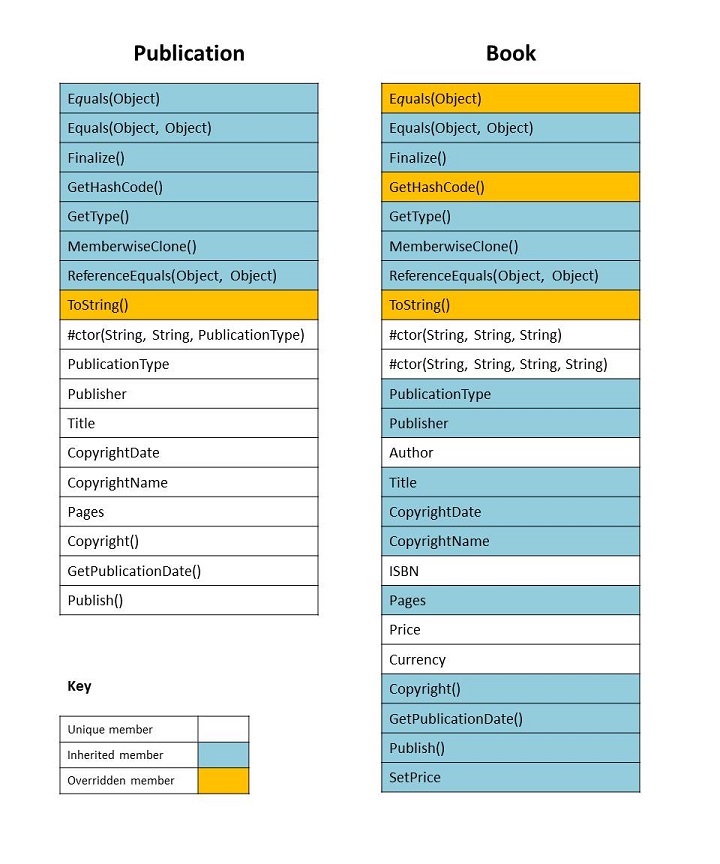 Publication
Equals(Object)
Equals(Object, Object)
Finalize()
GetHashCode()
GetType()
MemberwiseClone()
ReferenceEquals(Object, Object)
ToString()
#ctor(String, String, PublicationType)
PublicationType
Publisher
Title
CopyrightDate
CopyrightName
Pages
Copyright()
GetPublicationDate()
Publish()
Key
Unique member
Inherited member
Overridden member
Book
Equals(Object)
Equals(Object, Object)
Finalize()
GetHashCode()
GetType()
MemberwiseClone()
ReferenceEquals(Object, Object)
ToString()
#ctor(String, String, String)
#ctor(String, String, String, String)
PublicationType
Publisher
Author
Title
CopyrightDate
CopyrightName
ISBN
Pages
Price
Currency
Copyright()
GetPublicationDate()
Publish()
SetPrice